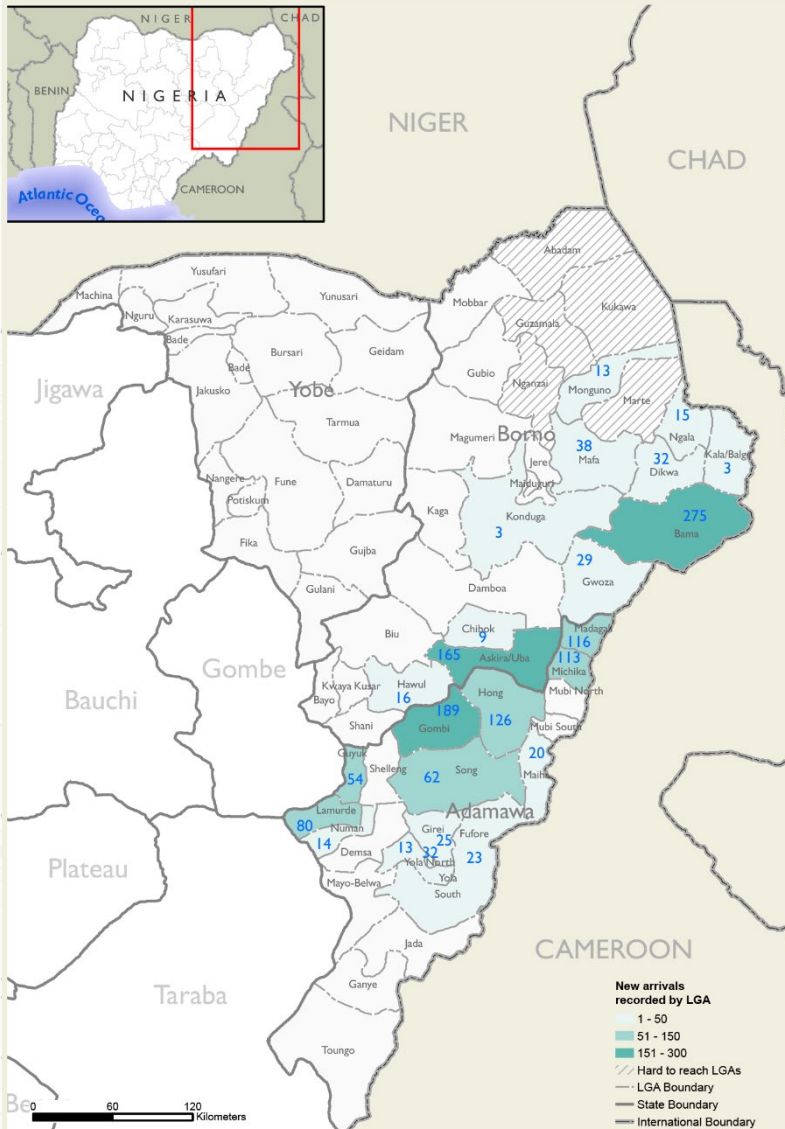 NIGER
CHAD
BENIN
NIGERIA
CAMEROON
Atlantic Ocea
NIGER
CHAD
Abadam
Yusufari
Machina
Yunusari
Mobbar
Kukawa
Nguru
Karasuwa
Guzamala
Bade
Bursari
Geidam
Gubio
Jigawa
Bade
Nganzai
13
Monguno
Jakusko
Yobe
Marte
15
Tarmua
Magumeri
Borno
38
Ngala
Mafa
32
Kala/Balge
Jere
Dikwa
3
Nangere
Fune
Damaturu
Maiduguri
Potiskum
Kaga
Konduga
275
3
Bama
Fika
Gujba
29
Gulani
Damboa
Gwoza
Chibok
9
Madagali
Biu
116
165
Askira/Uba
113
Michika
Gombe
Kwaya Kusar
Hawul
16
Hong
Mubi North
Bauchi
Bayo
189
126
Shani
Gombi
Mubi South
20
Guyuk
Shelleng
62
Song
Maiha
54
Lamurde
Adamawa
80
Numan
Girei
Fufore
14
13
25
Demsa
32
23
Yola North
Plateau
Mayo-Belwa
Yola
South
Jada
CAMEROON
Ganye
Taraba
Toungo
New arrivals
recorded by LGA
1 - 50
51 - 150
151 - 300
Hard to reach LGAs
LGA Boundary
State Boundary
International Boundary
Be
0 60 120
Kilometers